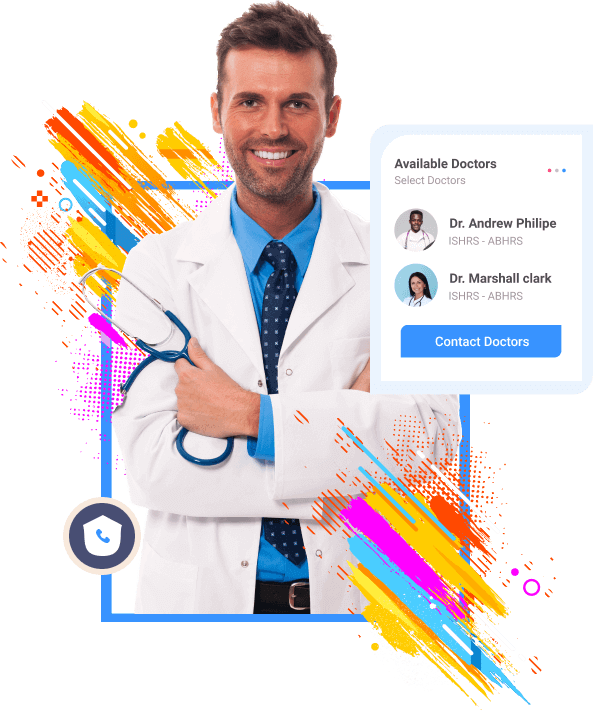 Available Doctors
Select Doctors
Dr. Andrew Philipe
ISHRS - ABHRS
Dr. Marshall clark
ISHRS - ABHRS
Contact Doctors